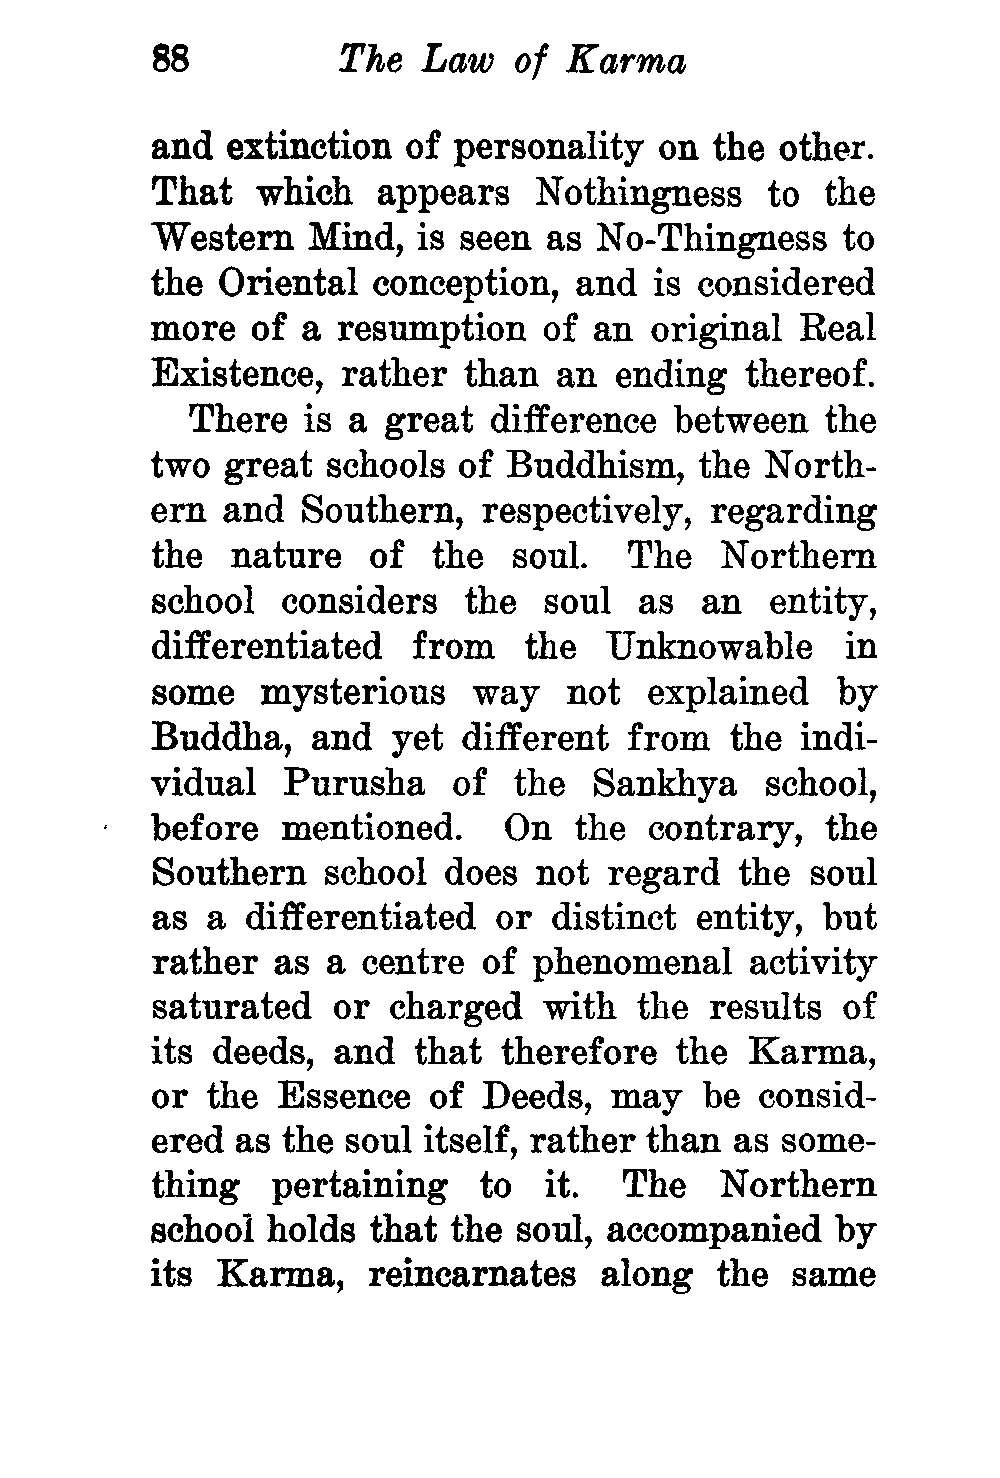 88 The Law of Karma
and extinction of personality on the other.
That which appears Nothingness to the
Western Mind, is seen as No-Thingness to
the Oriental conception, and is considered
more of a resumption of an original Real
Existence, rather than an ending thereof.
There is a great difference between the
two great schools of Buddhism, the North-
ern and Southern, respectively, regarding
the nature of the soul. The Northern
school considers the soul as an entity,
differentiated from the Unknowable in
some mysterious way not explained by
Buddha, and yet different from the indi-
vidual Purusha of the Sankhya school,
before mentioned. On the contrary, the
Southern school does not regard the soul
as a differentiated or distinct entity, but
rather as a centre of phenomenal activity
saturated or charged with the results of
its deeds, and that therefore the Karma,
or the Essence of Deeds, may be consid-
ered as the soul itself, rather than as some-
thing pertaining to it. The Northern
school holds that the soul, accompanied by
its Karma, reincarnates along the same